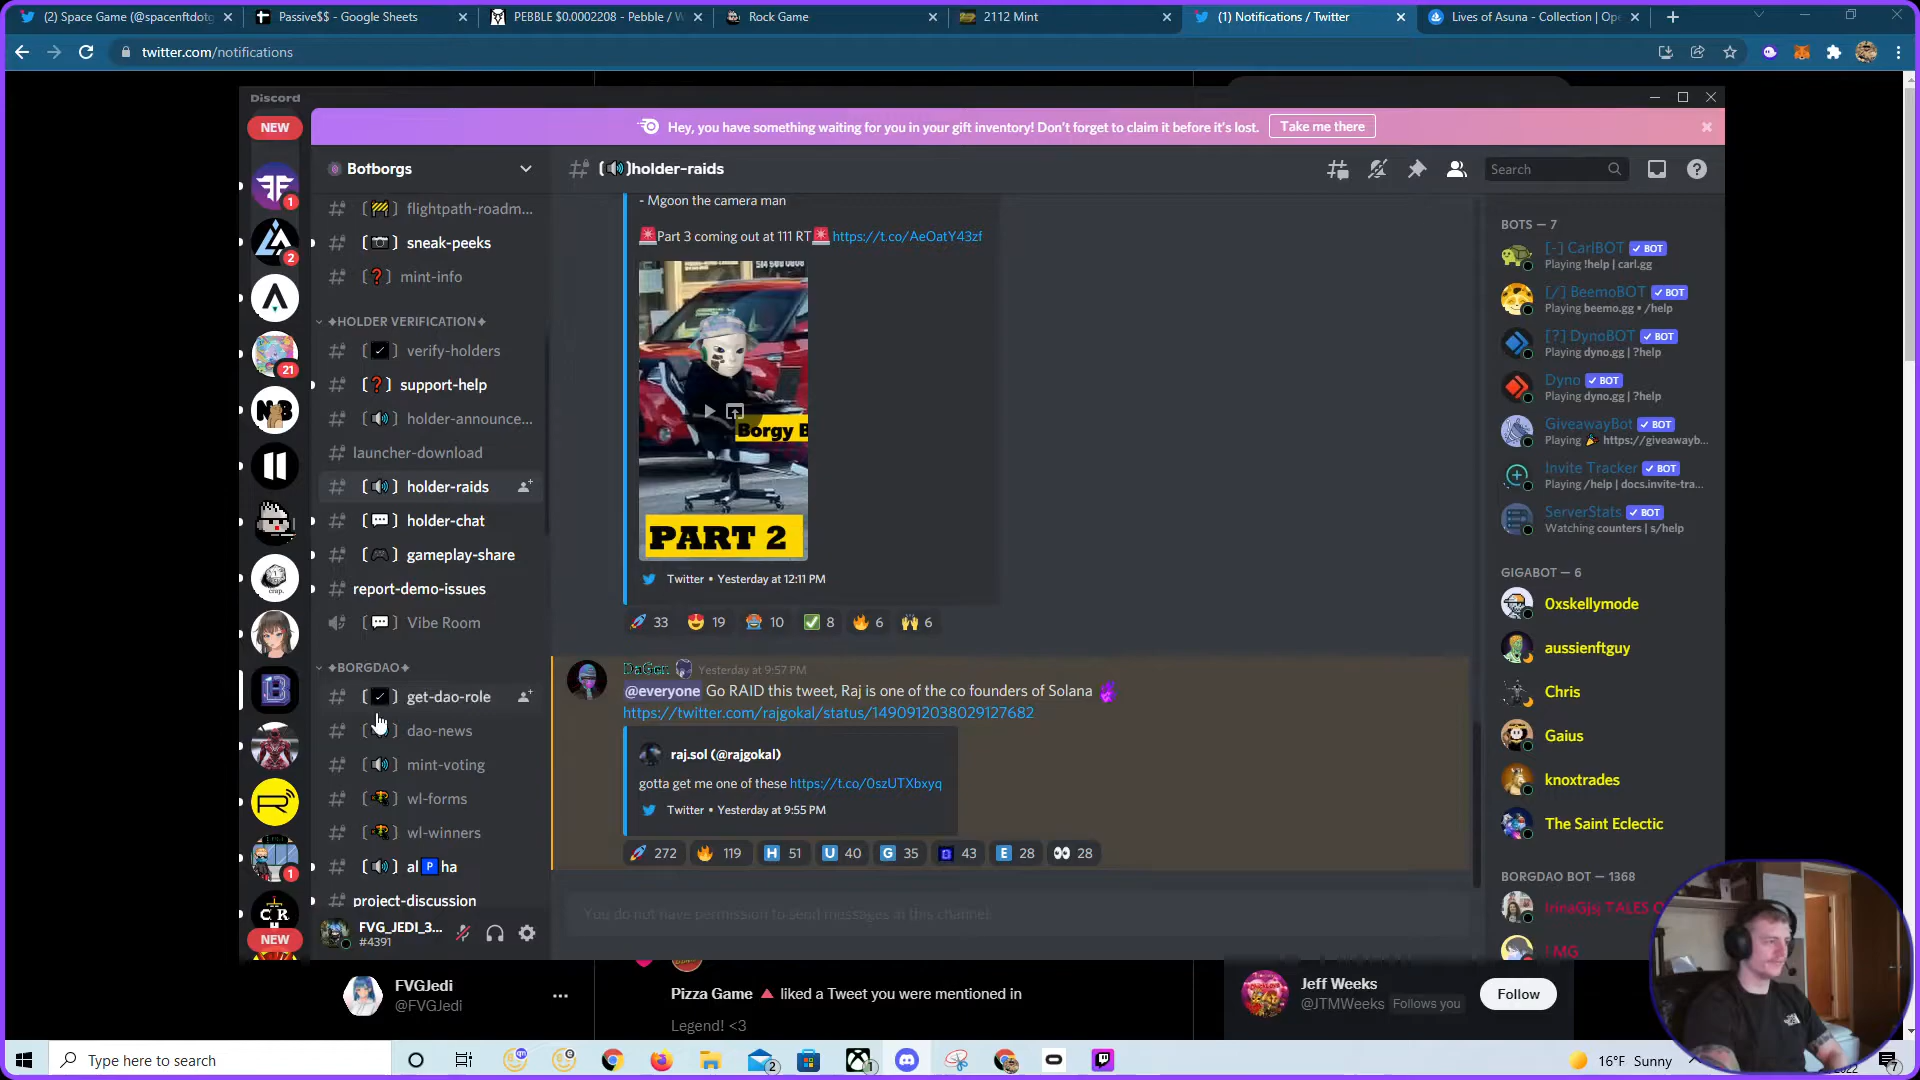 (2) Space Game (@spacenftdotg
Passive$$ - Google Sheets
PEBBLE $0.0002208 - Pebble / W
Rock Game
2112 Mint
(1) Notifications / Twitter
Lives of Asuna - Collection | Ope
twitter.com/notifications
Discord
NEW
Hey, you have something waiting for you in your gift inventory! Don't forget to claim it before it's lost.
Take me there
Botborgs
holder-raids
Search
flightpath-roadm...
sneak-peeks
mint-info
✦HOLDER VERIFICATION✦
verify-holders
support-help
holder-announce...
launcher-download
holder-raids
holder-chat
gameplay-share
report-demo-issues
Vibe Room
✦BORGDAO✦
get-dao-role
dao-news
mint-voting
wl-forms
wl-winners
al🅿ha
project-discussion
FVG_JEDI_3...
#4391
1
2
21
1
NEW
- Mgoon the camera man
🚨Part 3 coming out at 111 RT🚨 https://t.co/AeOatY43zf
Borgy B
PART 2
Twitter • Yesterday at 12:11 PM
33 19 10 8 6 6
DaGen Yesterday at 9:57 PM
@everyone Go RAID this tweet, Raj is one of the co founders of Solana
https://twitter.com/rajgokal/status/1490912038029127682
raj.sol (@rajgokal)
gotta get me one of these https://t.co/0szUTXbxyq
Twitter • Yesterday at 9:55 PM
272 119 H 51 U 40 G 35 43 E 28 28
You do not have permission to send messages in this channel.
BOTS — 7
[-] CarlBOT ✓ BOT
Playing !help | carl.gg
[/] BeemoBOT ✓ BOT
Playing beemo.gg • /help
[?] DynoBOT ✓ BOT
Playing dyno.gg | ?help
Dyno ✓ BOT
Playing dyno.gg | ?help
GiveawayBot ✓ BOT
Playing 🎉 https://giveawayb...
Invite Tracker ✓ BOT
Playing /help | docs.invite-tra...
ServerStats ✓ BOT
Watching counters | s/help
GIGABOT — 6
0xskellymode
aussienftguy
Chris
Gaius
knoxtrades
The Saint Eclectic
BORGDAO BOT — 1368
IrinaGjsj TALES O
! MG
FVGJedi
@FVGJedi
Pizza Game 🔺 liked a Tweet you were mentioned in
Legend! <3
Jeff Weeks
@JTMWeeks Follows you
Follow
Type here to search
16°F Sunny